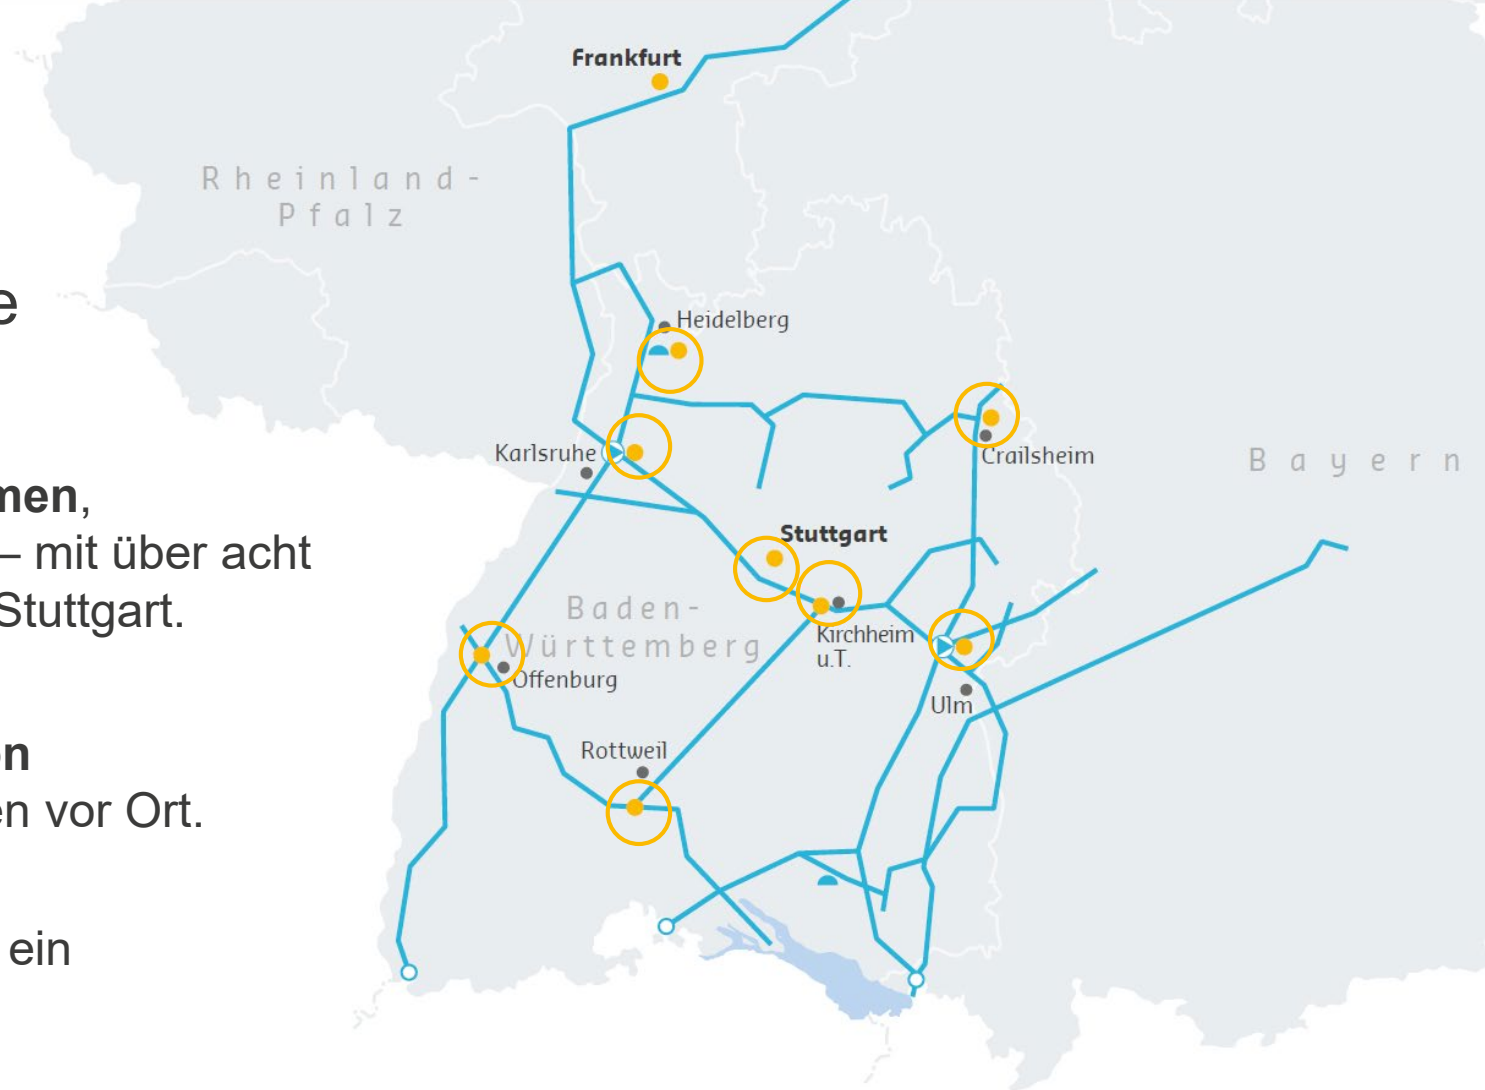 Frankfurt
Rheinland-
Pfalz
e
Heidelberg
Karlsruhe
Crailsheim
Bayern
men,
– mit über acht
Stuttgart.
Stuttgart
Baden-
Württemberg
Kirchheim
u.T.
Offenburg
Ulm
Rottweil
en
en vor Ort.
ein